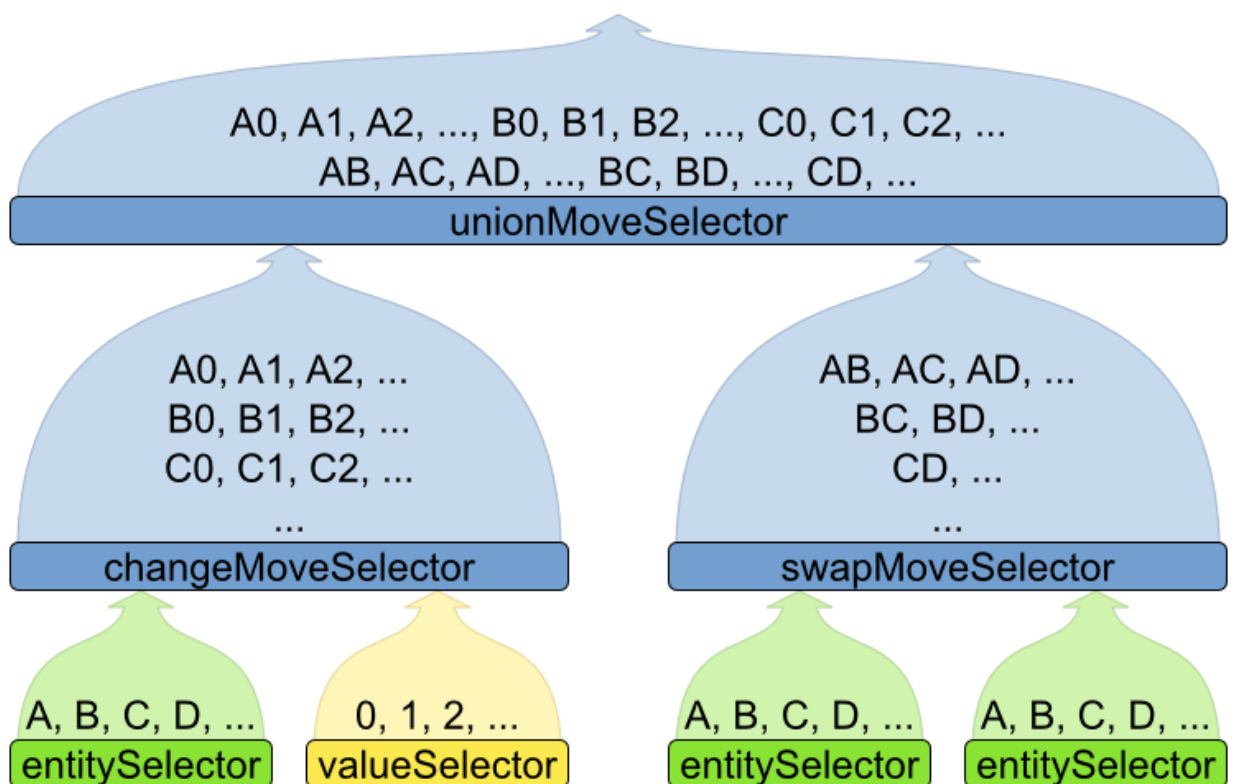 A0, A1, A2, ..., B0, B1, B2, ..., C0, C1, C2, ...
AB, AC, AD, ..., BC, BD, ..., CD, ...
unionMoveSelector
A0, A1, A2, ...
B0, B1, B2, ...
C0, C1, C2, ...
...
changeMoveSelector
AB, AC, AD, ...
BC, BD, ...
CD, ...
...
swapMoveSelector
A, B, C, D, ...
entitySelector
0, 1, 2, ...
valueSelector
A, B, C, D, ...
entitySelector
A, B, C, D, ...
entitySelector